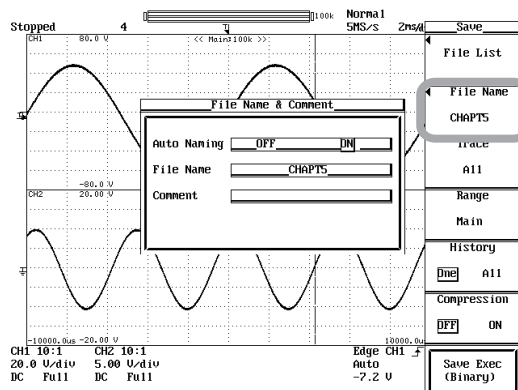 100k
Normal
Stopped 4 5MS/s 2ms/d
CH1 80.0 V << Main:100k >>
-80.0 V
CH2 20.00 V
-10000.0us -20.00 V 10000.0u
File Name & Comment
Auto Naming OFF ON
File Name CHAPT5
Comment
Save
File List
File Name
CHAPT5
Trace
All
Range
Main
History
One All
Compression
OFF ON
Save Exec
(Binary)
CH1 10:1 CH2 10:1 Edge CH1
20.0 V/div 5.00 V/div Auto
DC Full DC Full -7.2 V